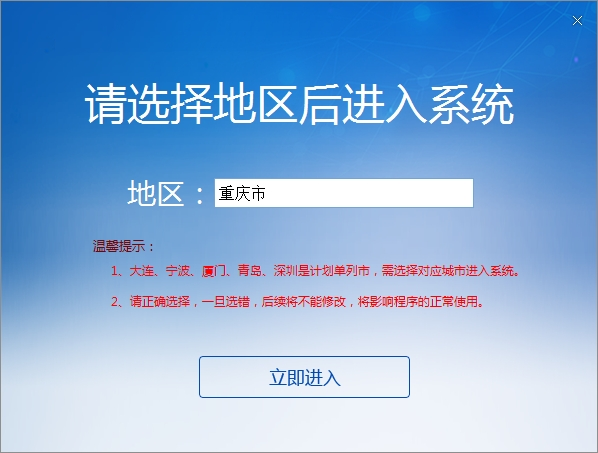 请选择地区后进入系统
地区：重庆市
温馨提示：
1、大连、宁波、厦门、青岛、深圳是计划单列市，需选择对应城市进入系统。
2、请正确选择，一旦选错，后续将不能修改，将影响程序的正常使用。
立即进入